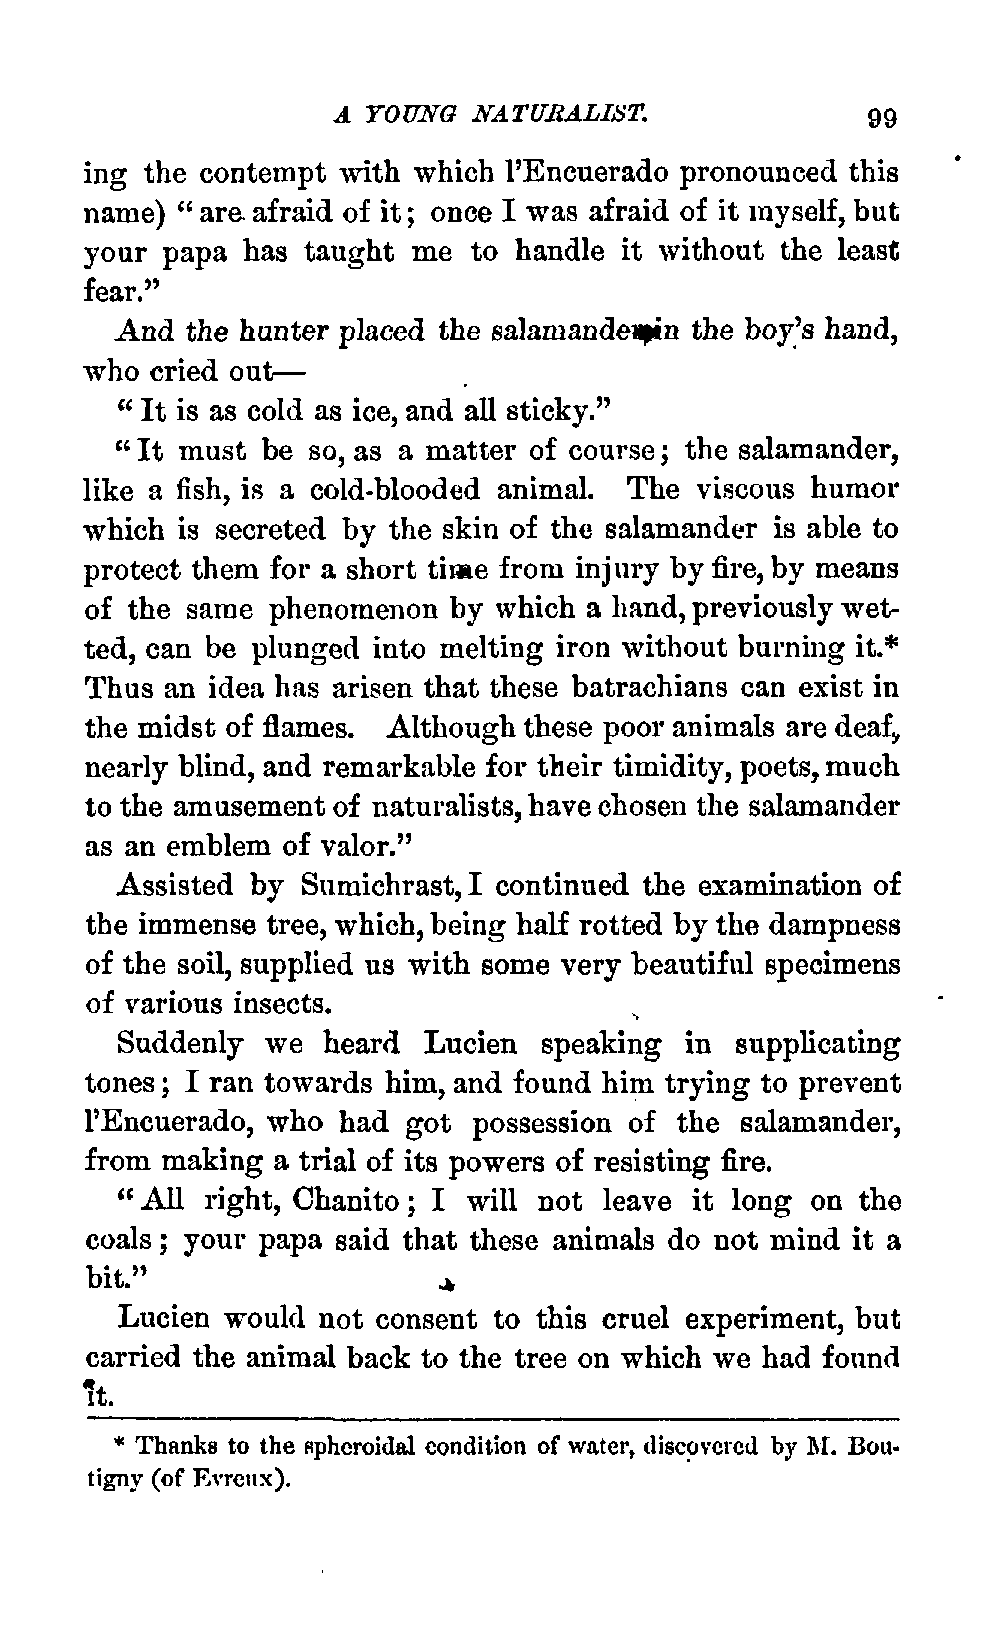 A YOUNG NATURALIST. 99
ing the contempt with which l'Encuerado pronounced this
name) “are afraid of it; once I was afraid of it myself, but
your papa has taught me to handle it without the least
fear.”
And the hunter placed the salamander in the boy's hand,
who cried out—
“It is as cold as ice, and all sticky.”
“It must be so, as a matter of course; the salamander,
like a fish, is a cold-blooded animal. The viscous humor
which is secreted by the skin of the salamander is able to
protect them for a short time from injury by fire, by means
of the same phenomenon by which a hand, previously wet-
ted, can be plunged into melting iron without burning it.*
Thus an idea has arisen that these batrachians can exist in
the midst of flames. Although these poor animals are deaf,
nearly blind, and remarkable for their timidity, poets, much
to the amusement of naturalists, have chosen the salamander
as an emblem of valor.”
Assisted by Sumichrast, I continued the examination of
the immense tree, which, being half rotted by the dampness
of the soil, supplied us with some very beautiful specimens
of various insects.
Suddenly we heard Lucien speaking in supplicating
tones; I ran towards him, and found him trying to prevent
l'Encuerado, who had got possession of the salamander,
from making a trial of its powers of resisting fire.
“All right, Chanito; I will not leave it long on the
coals; your papa said that these animals do not mind it a
bit.”
Lucien would not consent to this cruel experiment, but
carried the animal back to the tree on which we had found
it.
* Thanks to the spheroidal condition of water, discovered by M. Bou-
tigny (of Evreux).